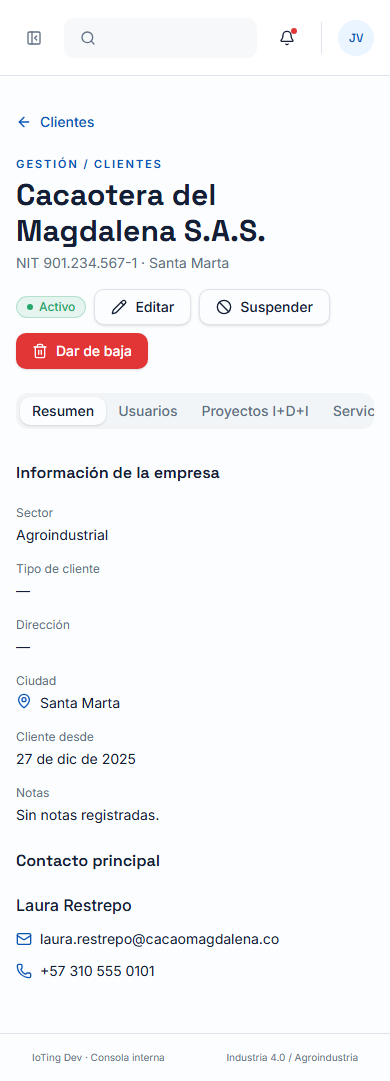 JV
Clientes
GESTIÓN / CLIENTES
Cacaotera del
Magdalena S.A.S.
NIT 901.234.567-1 · Santa Marta
Activo
Editar
Suspender
Dar de baja
Resumen
Usuarios
Proyectos I+D+I
Servic
Información de la empresa
Sector
Agroindustrial
Tipo de cliente
—
Dirección
—
Ciudad
Santa Marta
Cliente desde
27 de dic de 2025
Notas
Sin notas registradas.
Contacto principal
Laura Restrepo
laura.restrepo@cacaomagdalena.co
+57 310 555 0101
IoTing Dev · Consola interna
Industria 4.0 / Agroindustria